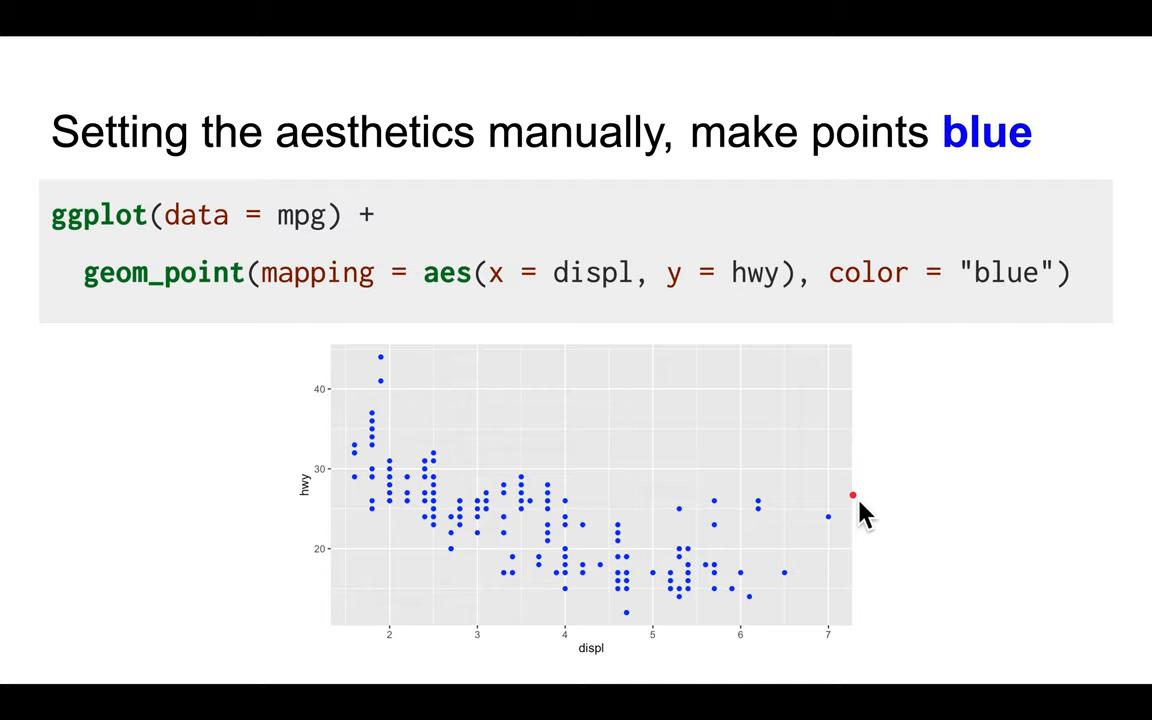 Setting the aesthetics manually, make points blue
ggplot(data = mpg) +
geom_point(mapping = aes(x = displ, y = hwy), color = "blue")
40
30
20
hwy
2 3 4 5 6 7
displ